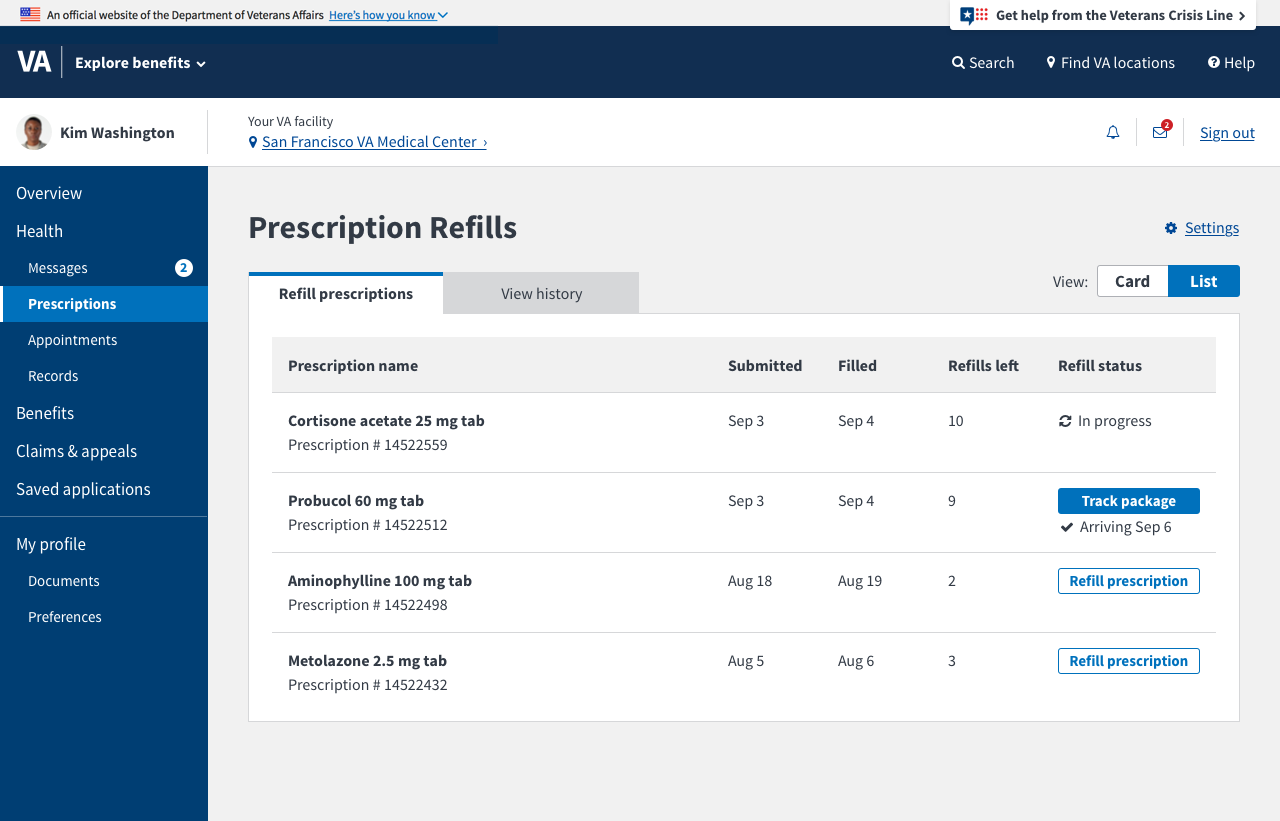 An official website of the Department of Veterans Affairs Here's how you know
Get help from the Veterans Crisis Line
VA Explore benefits
Search Find VA locations Help
Kim Washington
Your VA facility
San Francisco VA Medical Center ›
2
Sign out
Overview
Health
Messages 2
Prescriptions
Appointments
Records
Benefits
Claims & appeals
Saved applications
My profile
Documents
Preferences
Prescription Refills
Settings
Refill prescriptions View history
View: Card List
Prescription name Submitted Filled Refills left Refill status
Cortisone acetate 25 mg tab Sep 3 Sep 4 10 In progress
Prescription # 14522559
Probucol 60 mg tab Sep 3 Sep 4 9 Track package
Prescription # 14522512 Arriving Sep 6
Aminophylline 100 mg tab Aug 18 Aug 19 2 Refill prescription
Prescription # 14522498
Metolazone 2.5 mg tab Aug 5 Aug 6 3 Refill prescription
Prescription # 14522432